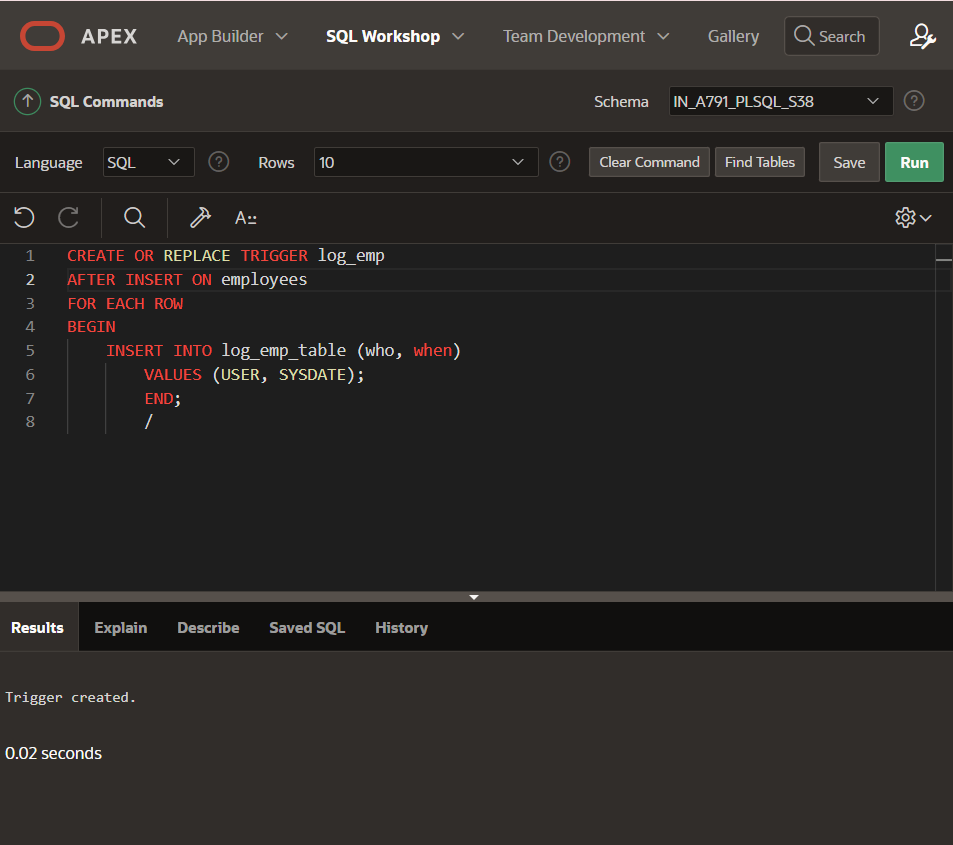 APEX App Builder SQL Workshop Team Development Gallery Search
SQL Commands Schema IN_A791_PLSQL_S38 ?
Language SQL ? Rows 10 ? Clear Command Find Tables Save Run
A::
1 CREATE OR REPLACE TRIGGER log_emp
2 AFTER INSERT ON employees
3 FOR EACH ROW
4 BEGIN
5 INSERT INTO log_emp_table (who, when)
6 VALUES (USER, SYSDATE);
7 END;
8 /
Results Explain Describe Saved SQL History
Trigger created.
0.02 seconds